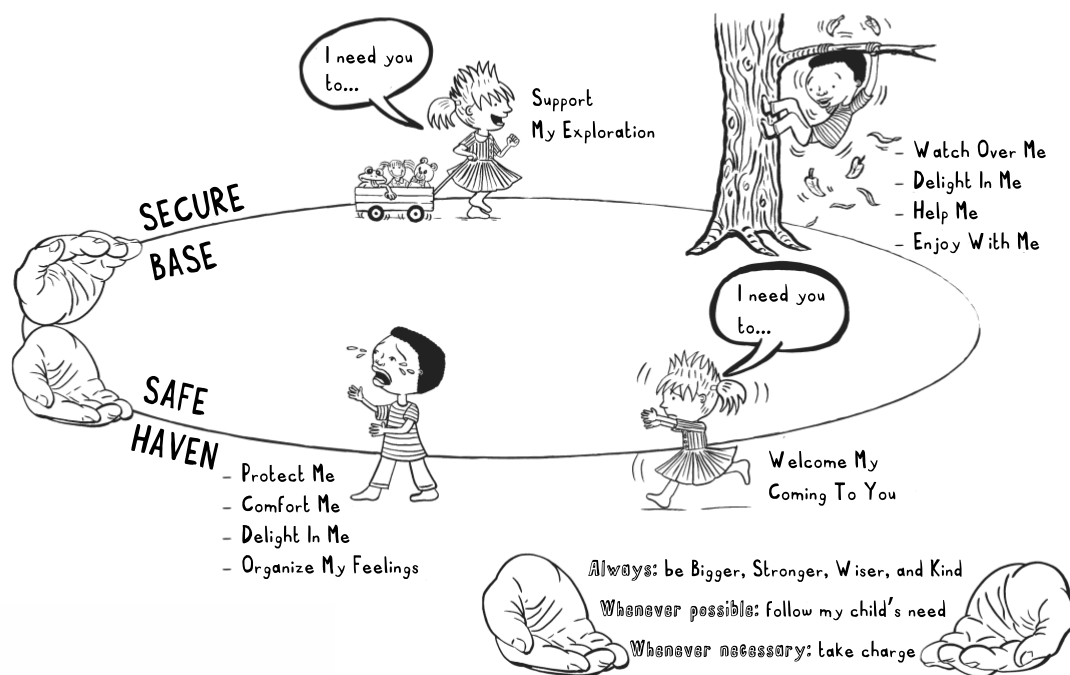 I need you
to...
Support
My Exploration
- Watch Over Me
- Delight In Me
- Help Me
- Enjoy With Me
SECURE
BASE
I need you
to...
Welcome My
Coming To You
SAFE
HAVEN
- Protect Me
- Comfort Me
- Delight In Me
- Organize My Feelings
Always: be Bigger, Stronger, Wiser, and Kind
Whenever possible: follow my child's need
Whenever necessary: take charge